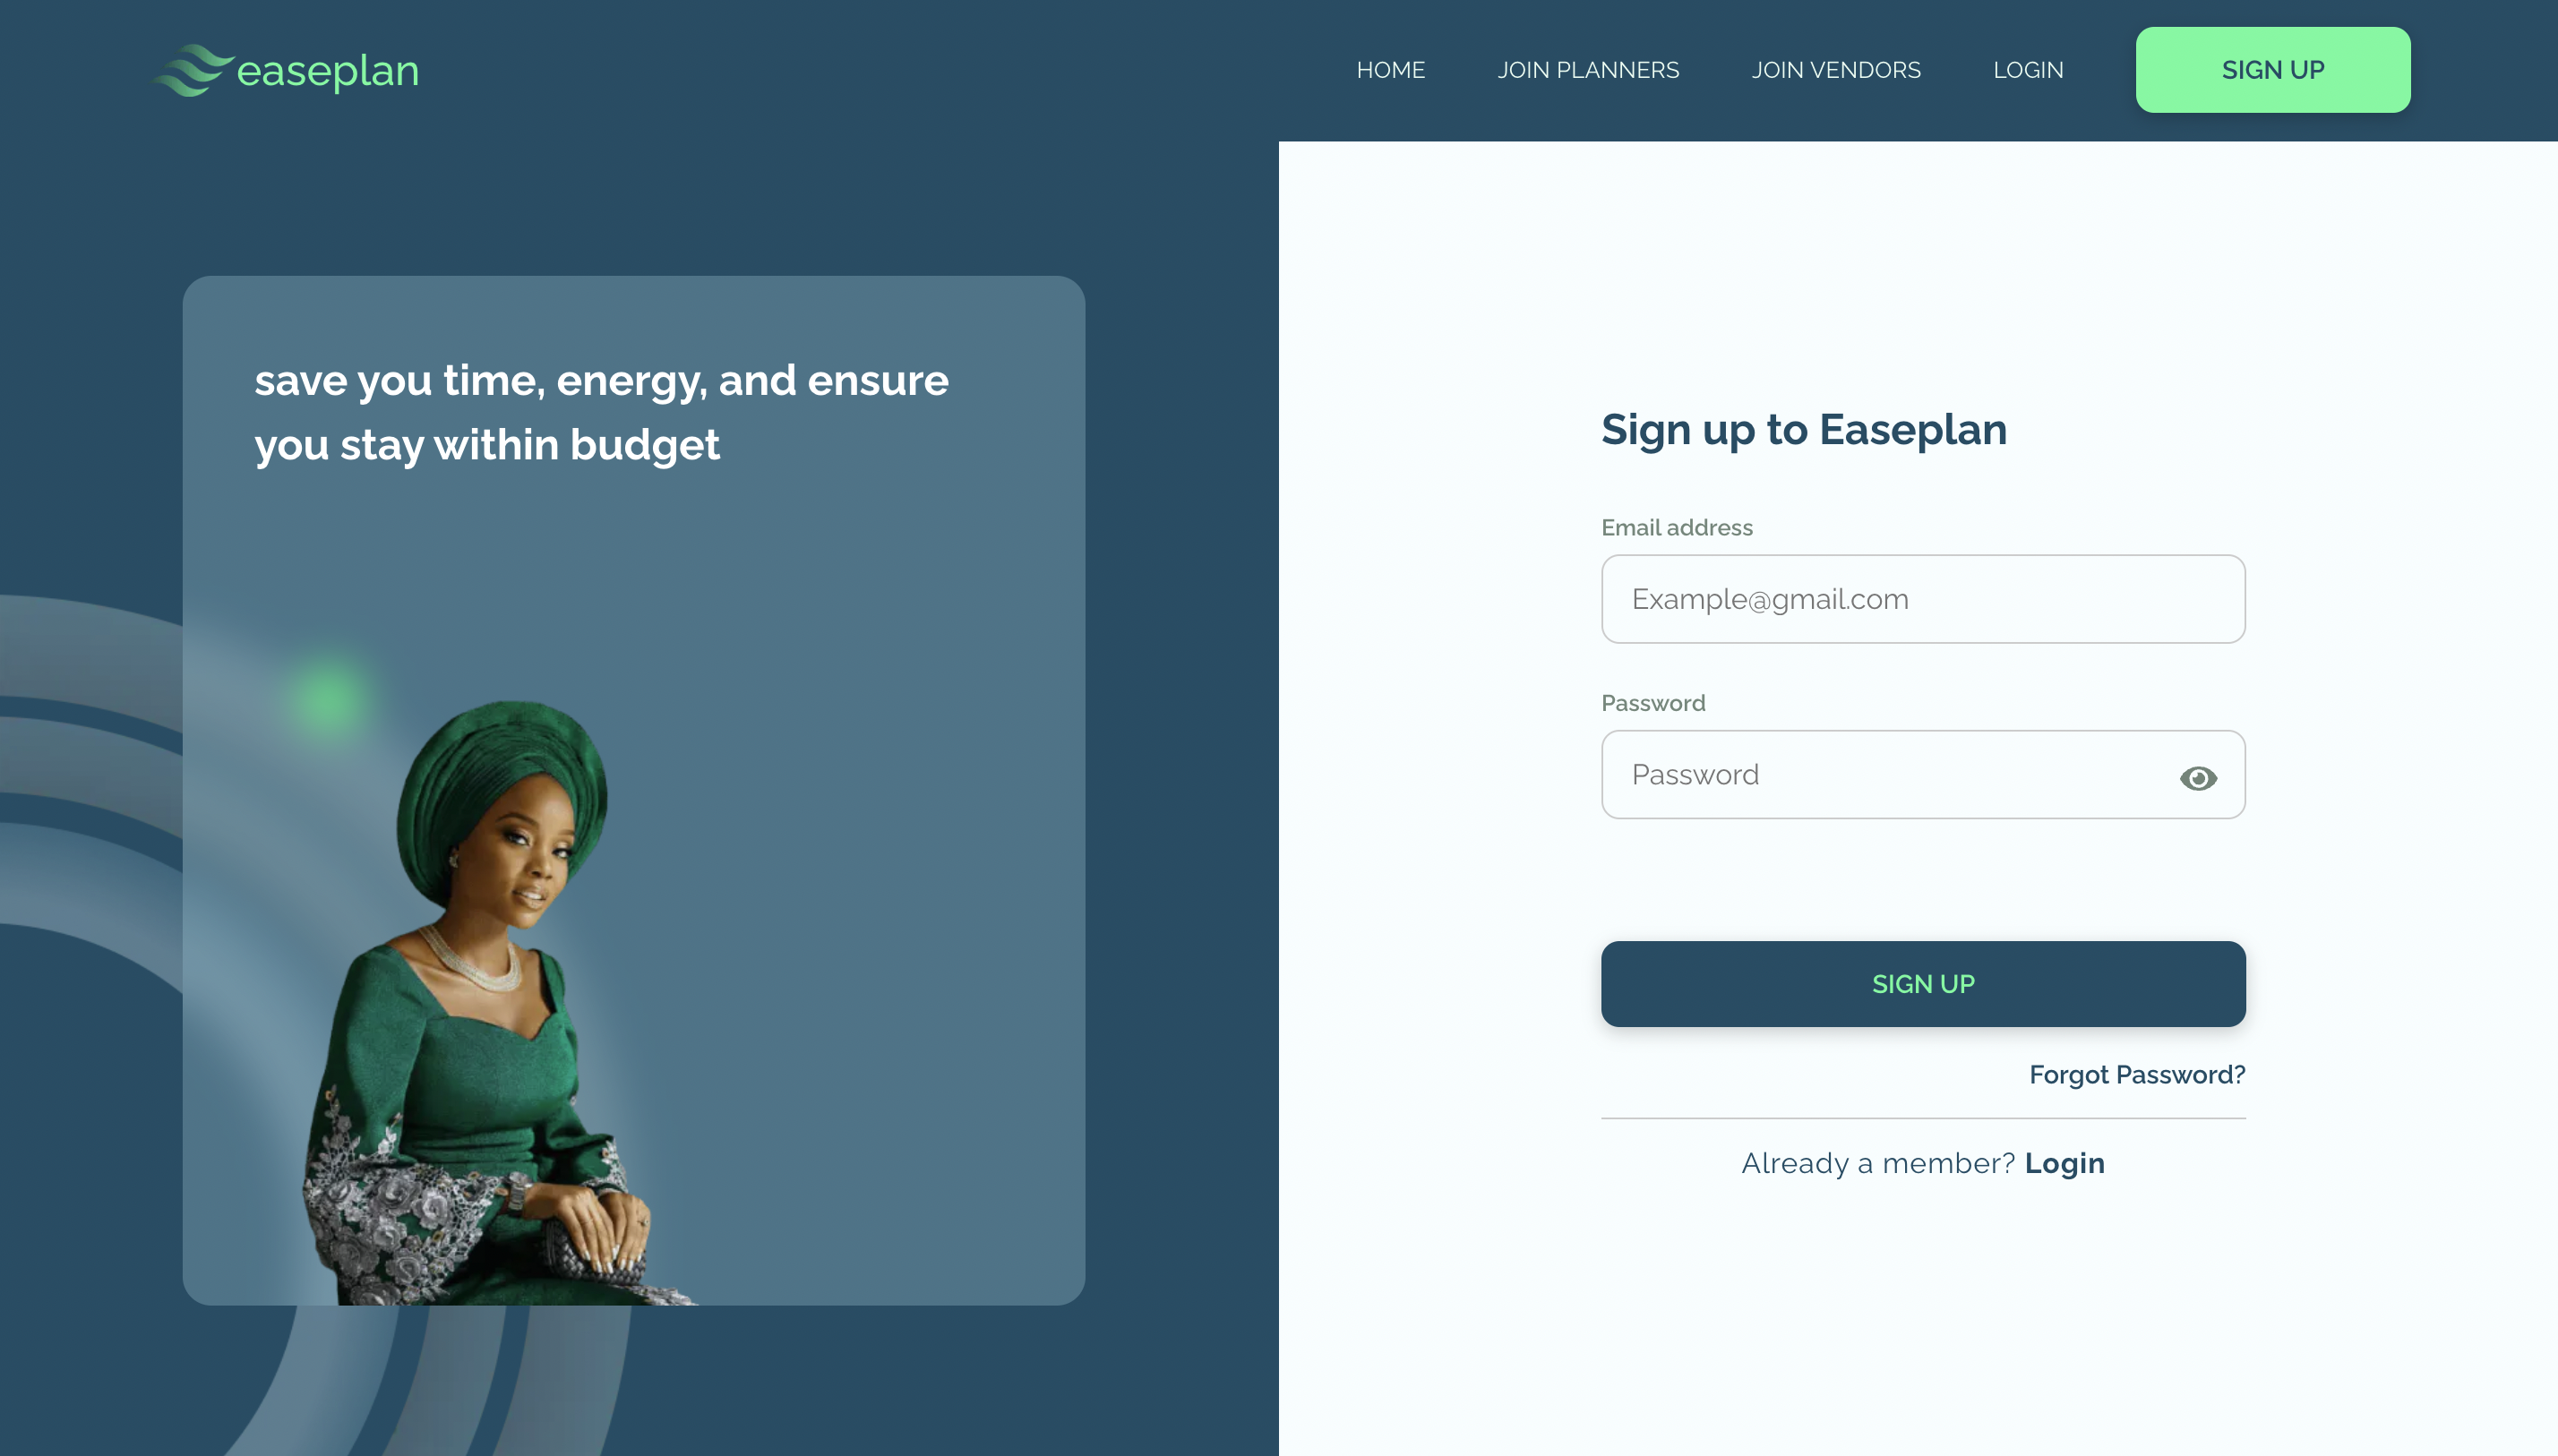 easeplan
HOME
JOIN PLANNERS
JOIN VENDORS
LOGIN
SIGN UP
save you time, energy, and ensure
you stay within budget
Sign up to Easeplan
Email address
Example@gmail.com
Password
Password
SIGN UP
Forgot Password?
Already a member? Login